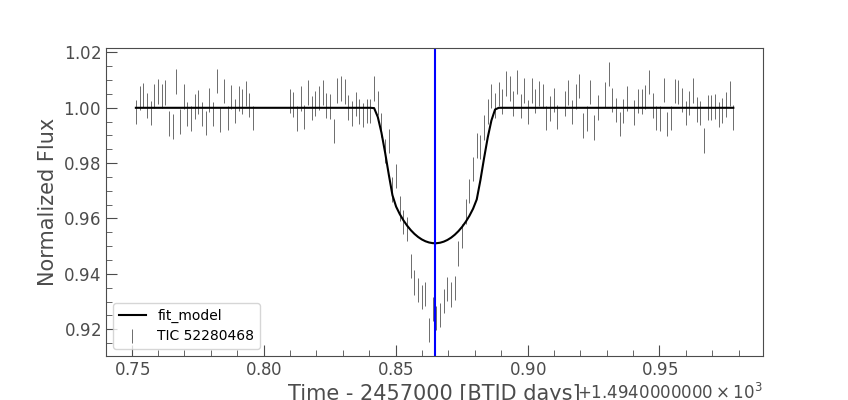 1.02
1.00
0.98
0.96
0.94
0.92
Normalized Flux
fit_model
TIC 52280468
0.75 0.80 0.85 0.90 0.95
Time - 2457000 [BTJD days]
+1.4940000000 × 10³